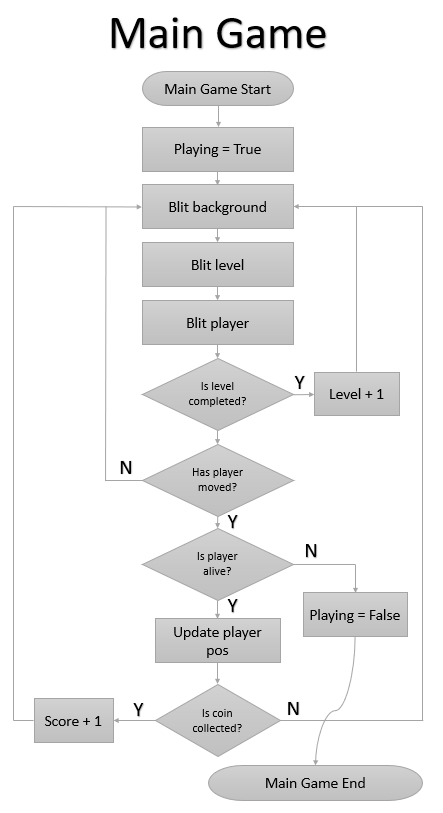 Main Game
Main Game Start
Playing = True
Blit background
Blit level
Blit player
Is level
completed?
Y
Level + 1
Has player
moved?
N
Y
Is player
alive?
N
Y
Playing = False
Update player
pos
Is coin
collected?
Y
N
Score + 1
Main Game End